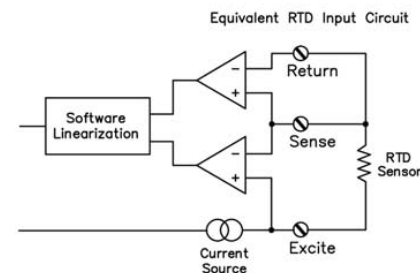 Equivalent RTD Input Circuit
−
Return
+
Software
Linearization
Sense
−
RTD
Sensor
+
Excite
Current
Source